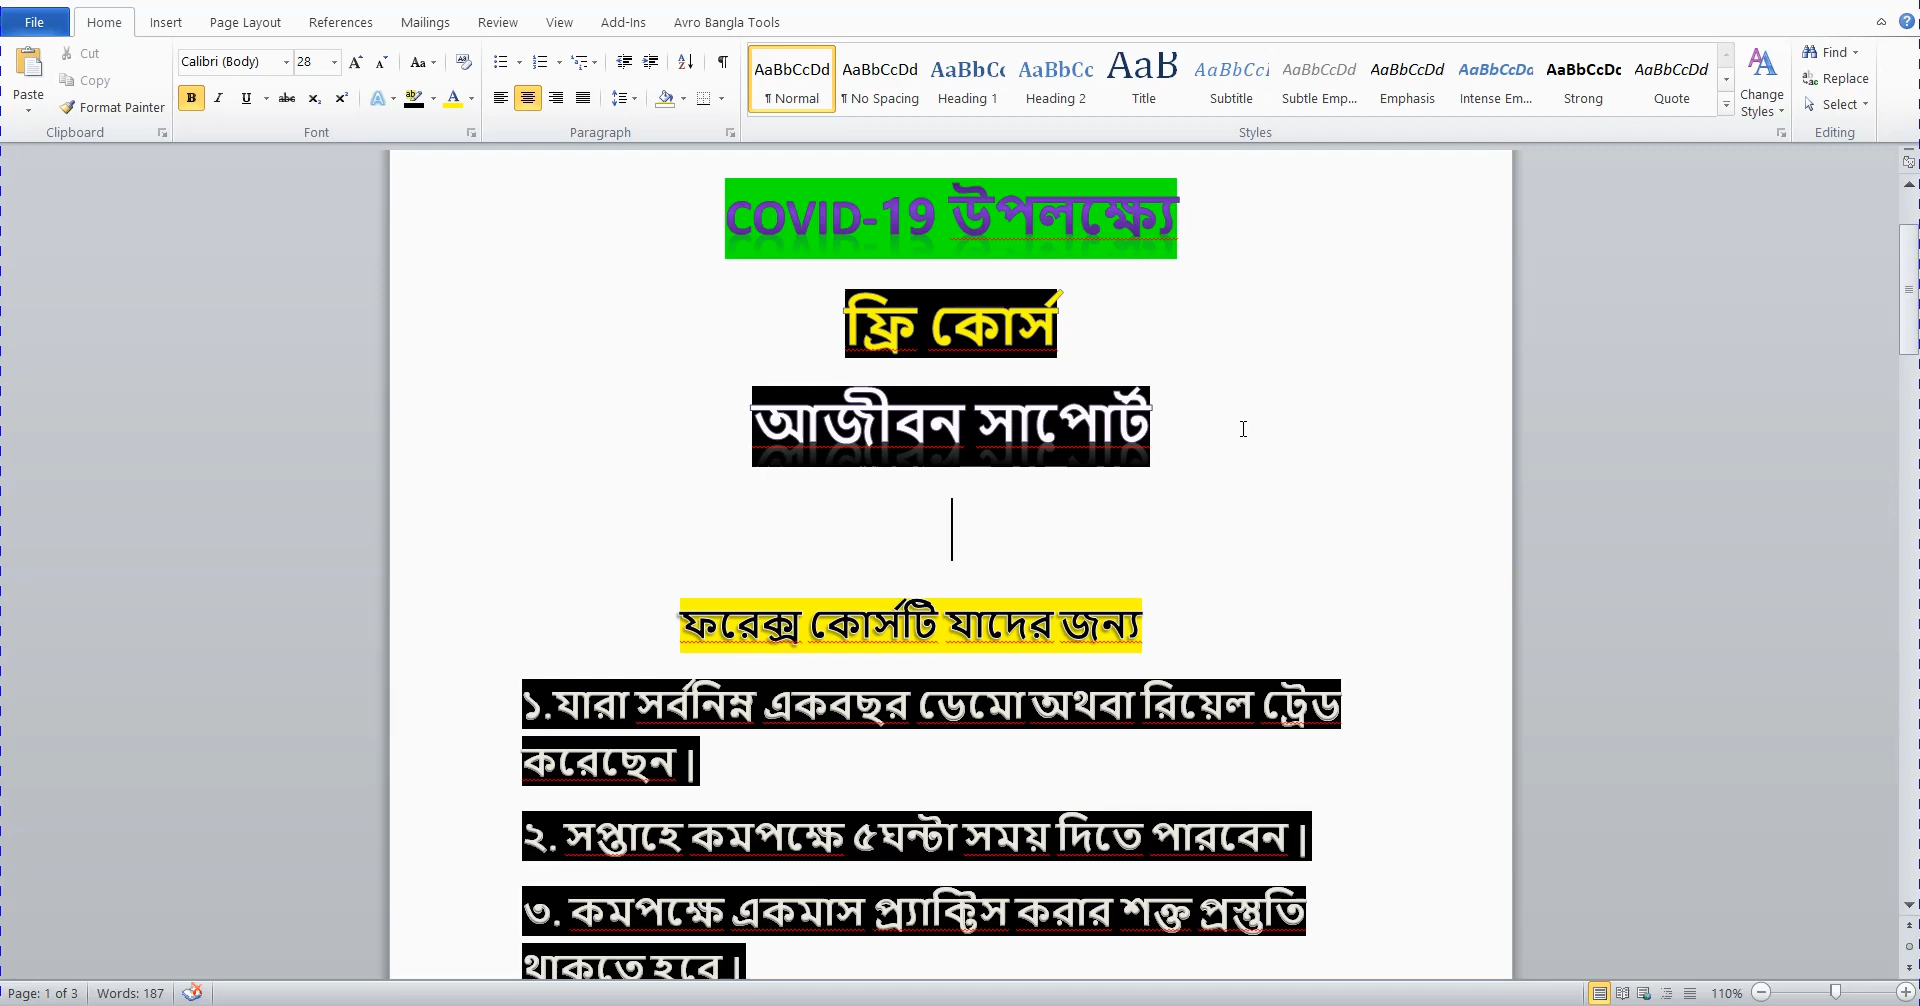 File Home Insert Page Layout References Mailings Review View Add-Ins Avro Bangla Tools
Paste Cut Copy Format Painter Clipboard
Calibri (Body) 28 Font
Paragraph
AaBbCcDd AaBbCcDd AaBbCc AaBbCc AaB AaBbCcI AaBbCcDd AaBbCcDd AaBbCcDd AaBbCcDc AaBbCcDd
¶ Normal ¶ No Spacing Heading 1 Heading 2 Title Subtitle Subtle Emp... Emphasis Intense Em... Strong Quote
Styles
Change Styles
Find
Replace
Select
Editing
COVID-19 উপলক্ষ্যে
ফ্রি কোর্স
আজীবন সাপোর্ট
ফরেক্স কোর্সটি যাদের জন্য
১.যারা সর্বনিম্ন একবছর ডেমো অথবা রিয়েল ট্রেড
করেছেন |
২. সপ্তাহে কমপক্ষে ৫ঘন্টা সময় দিতে পারবেন |
৩. কমপক্ষে একমাস প্র্যাক্টিস করার শক্ত প্রস্তুতি
থাকতে হবে |
Page: 1 of 3 Words: 187 110%